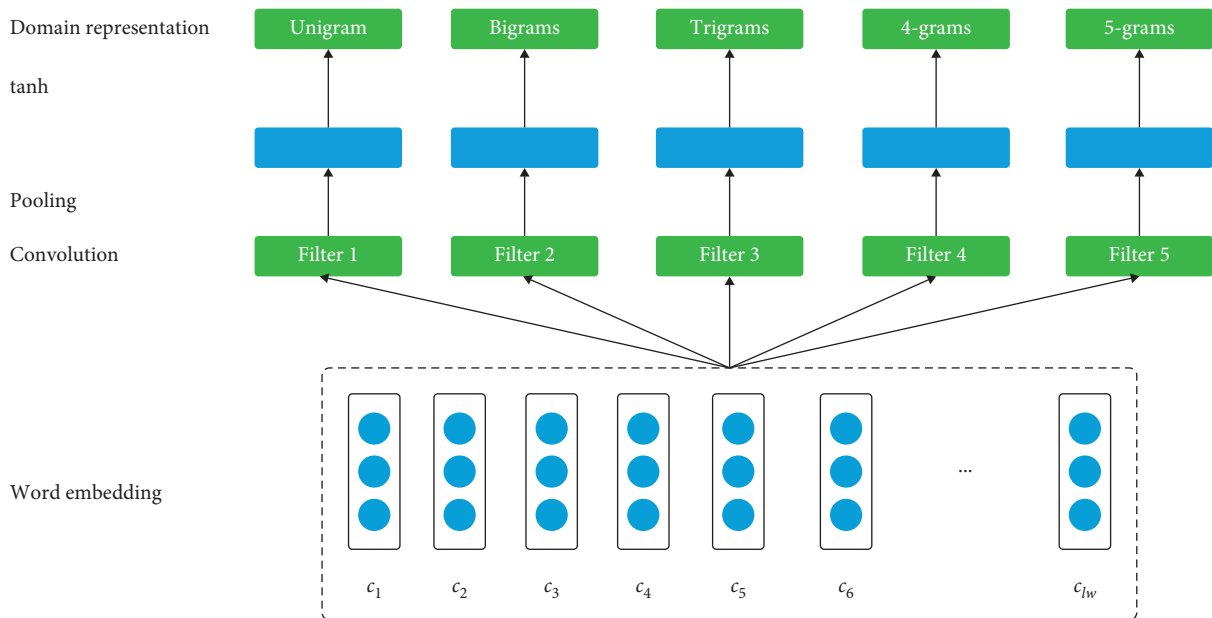 Domain representation Unigram Bigrams Trigrams 4-grams 5-grams
tanh
Pooling
Convolution Filter 1 Filter 2 Filter 3 Filter 4 Filter 5
...
Word embedding
c1 c2 c3 c4 c5 c6 clw